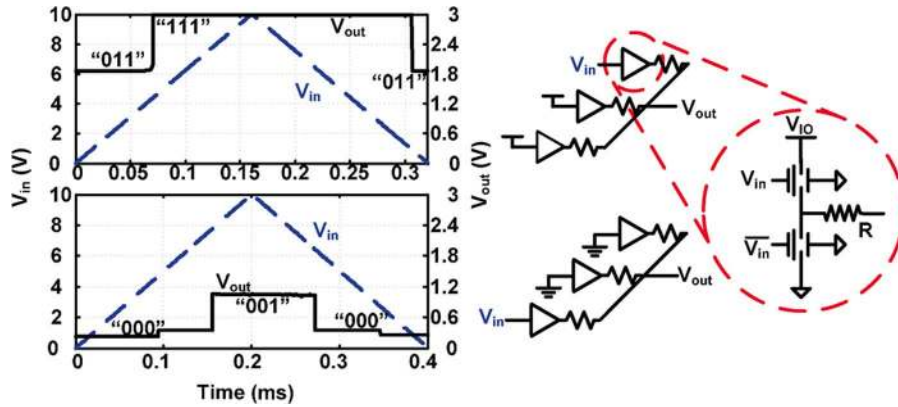 10
8
6
4
2
0
"011"
"111"
V_out
V_in
"011"
3
2.4
1.8
1.2
0.6
0
0
0.05
0.1
0.15
0.2
0.25
0.3
V_in (V)
V_out (V)
10
8
6
4
2
0
V_in
V_out
"000"
"001"
"000"
3
2.4
1.8
1.2
0.6
0
0
0.1
0.2
0.3
0.4
Time (ms)
V_in
V_out
V_out
V_in
V_IO
V_in
R
V̅_in